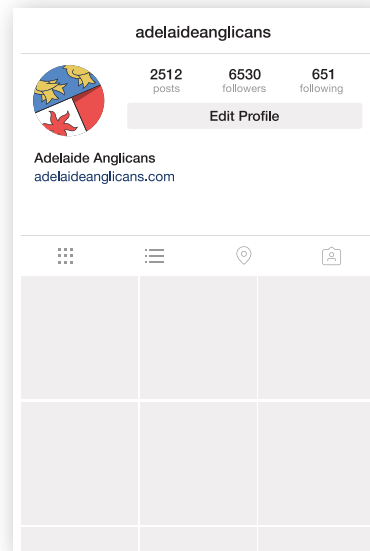 adelaideanglicans
2512 6530 651
posts followers following
Edit Profile
Adelaide Anglicans
adelaideanglicans.com